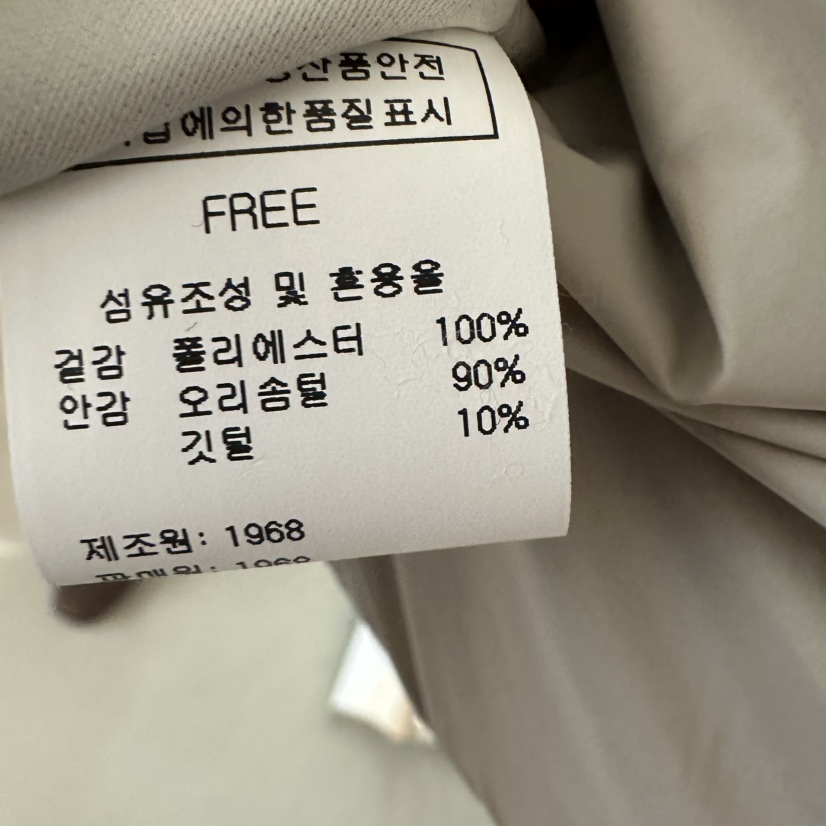 산품안전
에의한품질표시
FREE
섬유조성 및 혼용율
겉감 폴리에스터 100%
안감 오리솜털 90%
깃털 10%
제조원: 1968